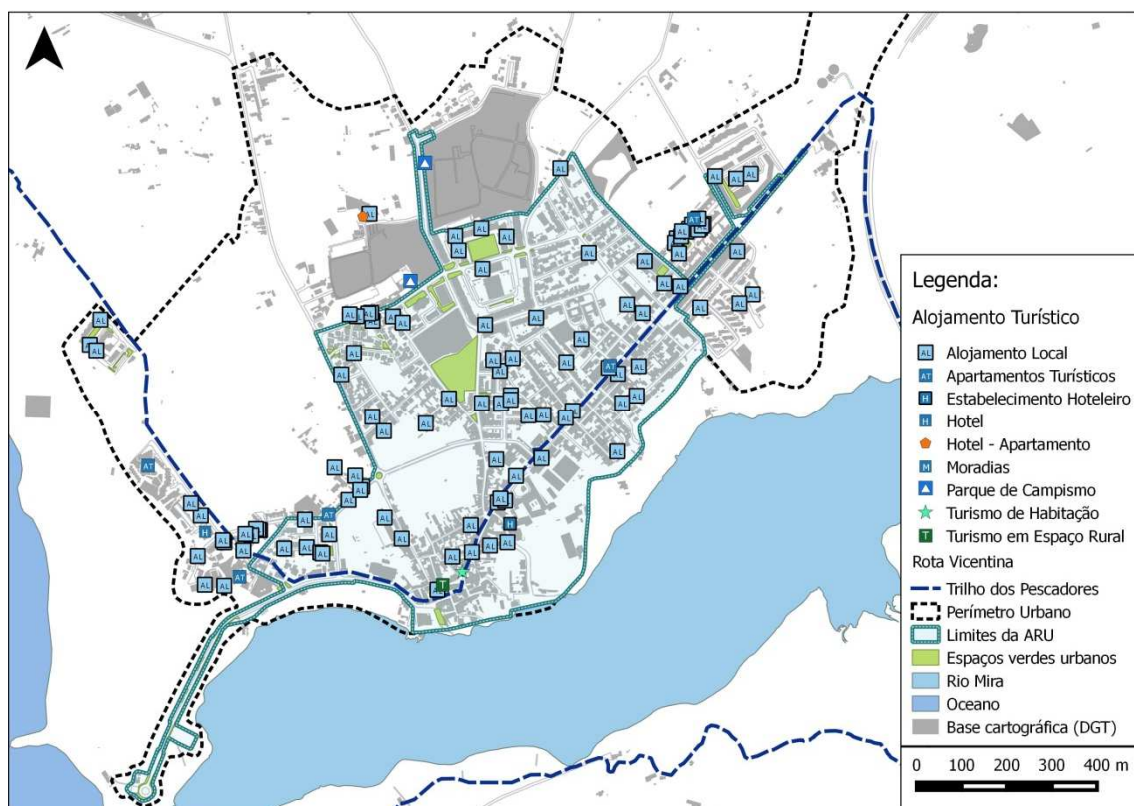 Legenda:
Alojamento Turístico
AL Alojamento Local
AT Apartamentos Turísticos
H Estabelecimento Hoteleiro
H Hotel
Hotel - Apartamento
M Moradias
Parque de Campismo
Turismo de Habitação
T Turismo em Espaço Rural
Rota Vicentina
Trilho dos Pescadores
Perímetro Urbano
Limites da ARU
Espaços verdes urbanos
Rio Mira
Oceano
Base cartográfica (DGT)
0 100 200 300 400 m